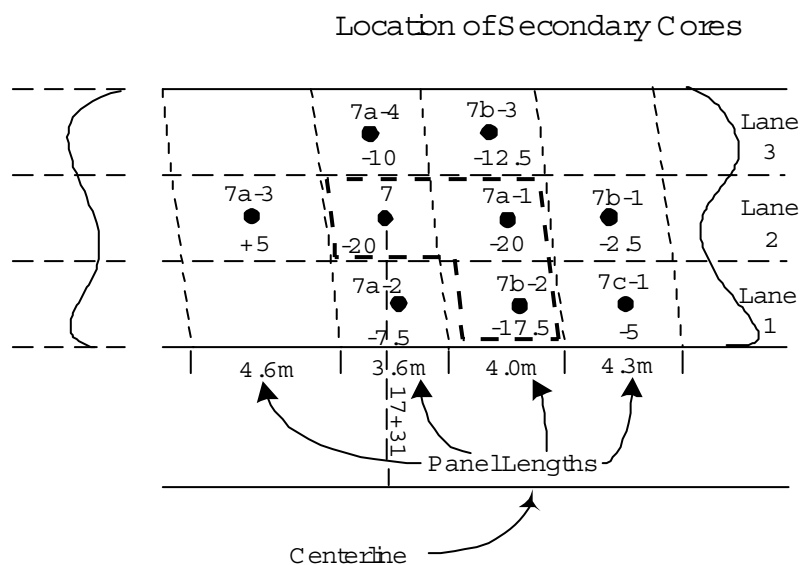 Location of Secondary Cores
7a-4
7b-3
Lane
3
-10
-12.5
7a-3
7
7a-1
7b-1
Lane
2
+5
-20
-20
-2.5
7a-2
7b-2
7c-1
Lane
1
-7.5
-17.5
-5
4.6m
3.6m
4.0m
4.3m
17+31
Panel Lengths
Centerline